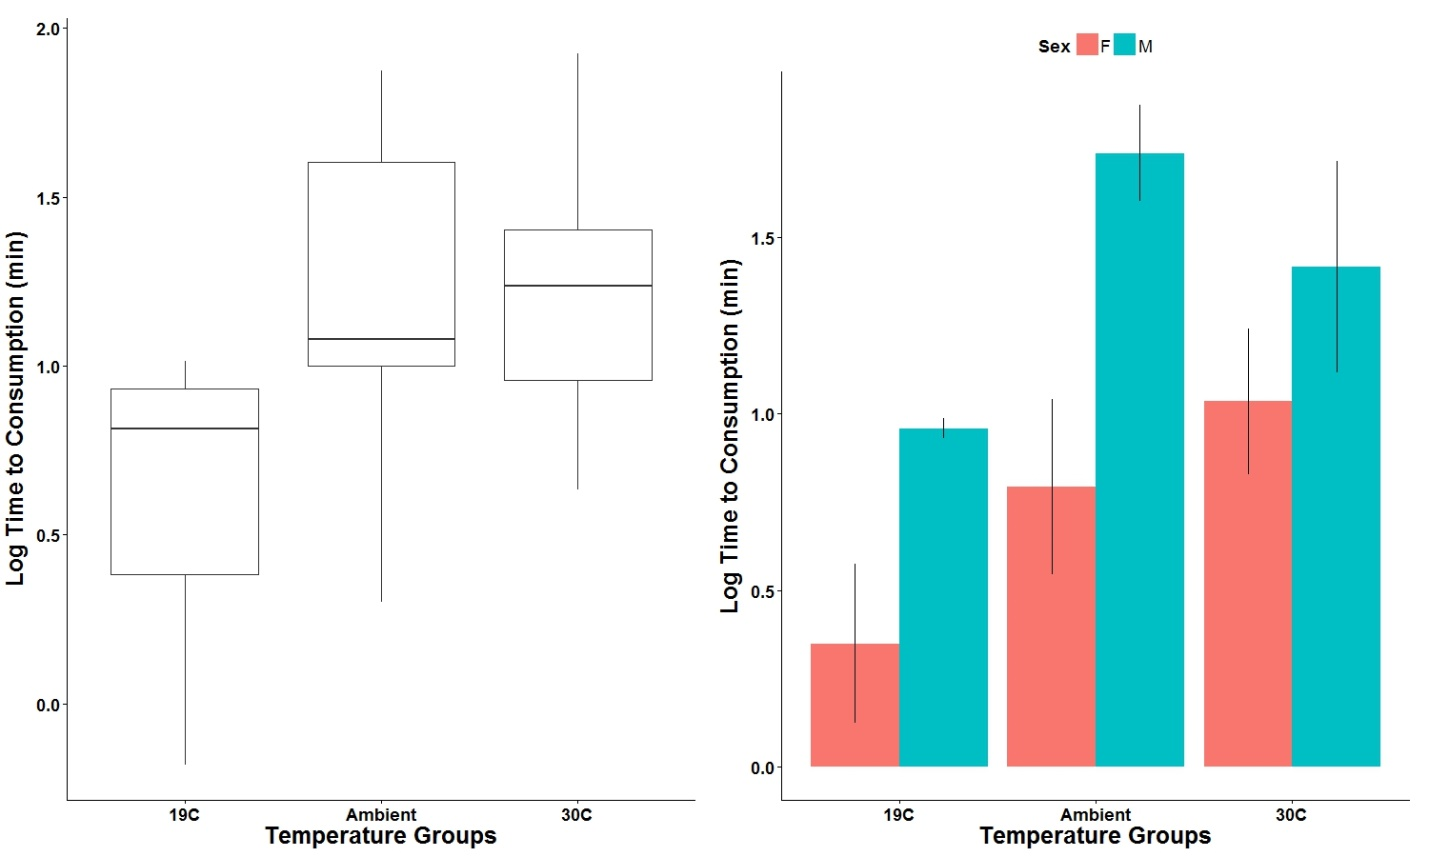 2.0
1.5
1.0
0.5
0.0
Log Time to Consumption (min)
19C Ambient 30C
Temperature Groups
Sex F M
1.5
1.0
0.5
0.0
Log Time to Consumption (min)
19C Ambient 30C
Temperature Groups